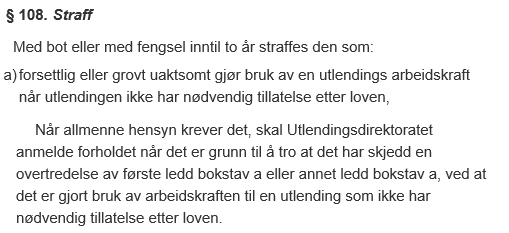 § 108. Straff
Med bot eller med fengsel inntil to år straffes den som:
a) forsettlig eller grovt uaktsomt gjør bruk av en utlendings arbeidskraft
når utlendingen ikke har nødvendig tillatelse etter loven,
Når allmenne hensyn krever det, skal Utlendingsdirektoratet
anmelde forholdet når det er grunn til å tro at det har skjedd en
overtredelse av første ledd bokstav a eller annet ledd bokstav a, ved at
det er gjort bruk av arbeidskraften til en utlending som ikke har
nødvendig tillatelse etter loven.